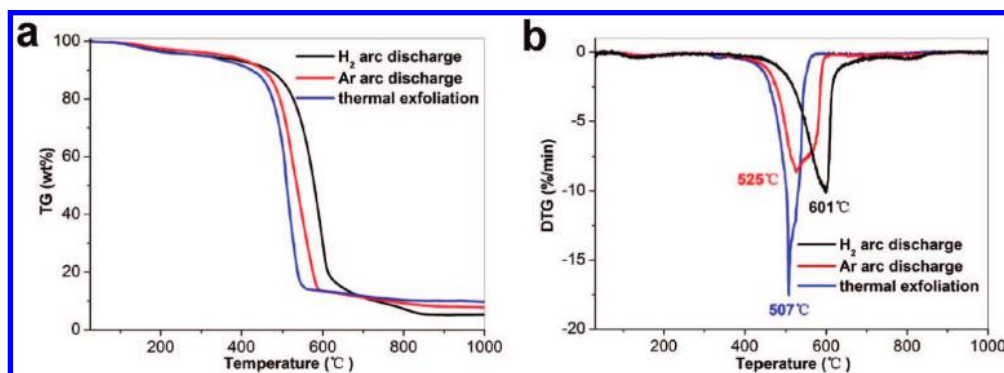 a
100
80
60
40
20
0
TG (wt%)
H₂ arc discharge
Ar arc discharge
thermal exfoliation
200
400
600
800
1000
Temperature (℃)
b
0
-5
-10
-15
-20
DTG (%/min)
525℃
601℃
507℃
H₂ arc discharge
Ar arc discharge
thermal exfoliation
200
400
600
800
1000
Teperature (℃)